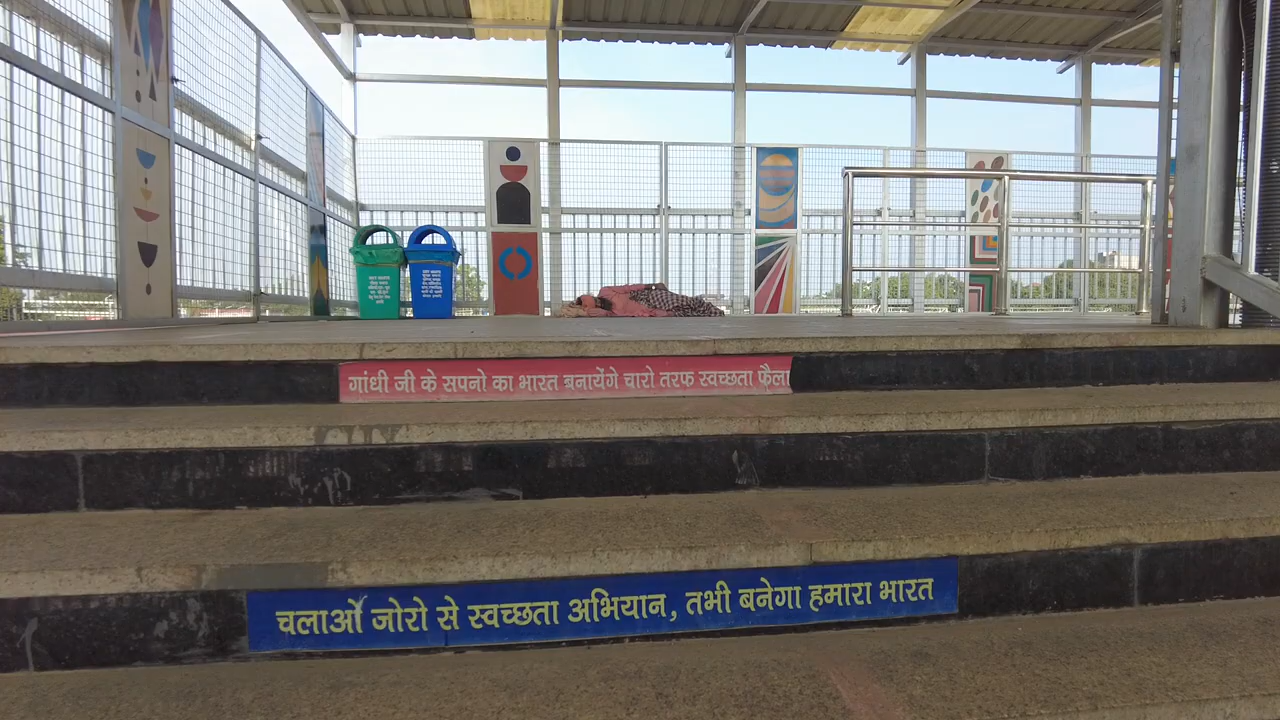 गांधी जी के सपनो का भारत बनायेंगे चारो तरफ स्वच्छता फैला
चलाओं जोरो से स्वच्छता अभियान, तभी बनेगा हमारा भारत